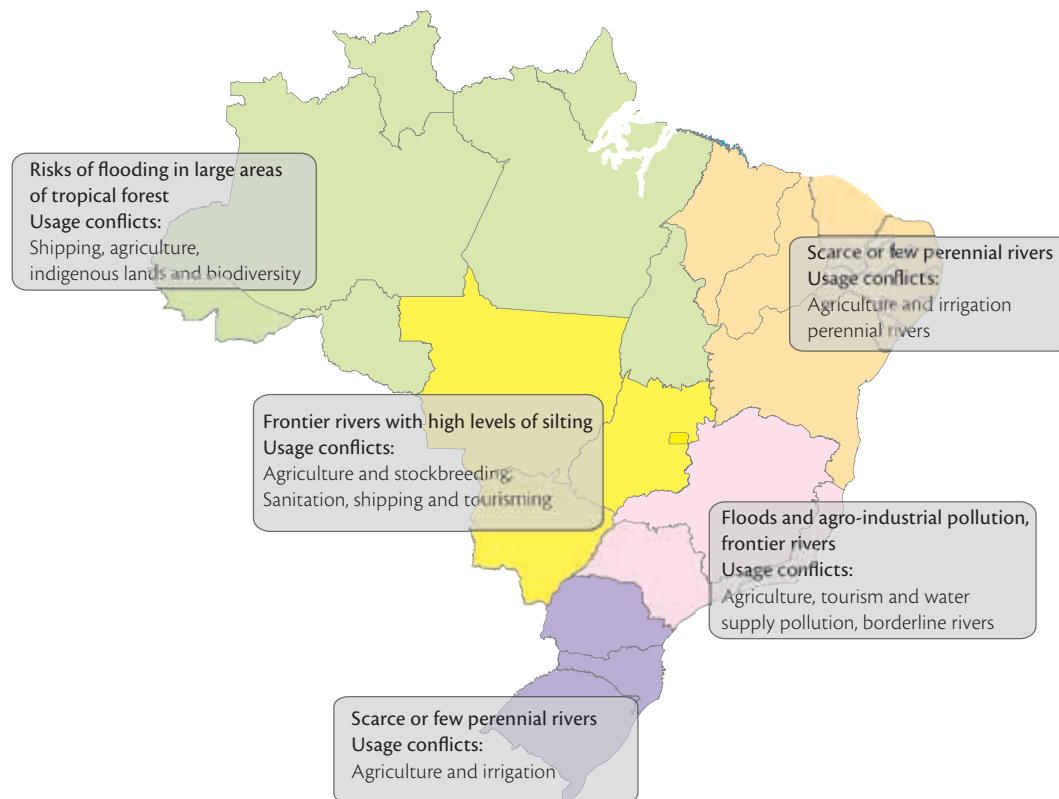 Risks of flooding in large areas
of tropical forest
Usage conflicts:
Shipping, agriculture,
indigenous lands and biodiversity
Scarce or few perennial rivers
Usage conflicts:
Agriculture and irrigation
perennial rivers
Frontier rivers with high levels of silting
Usage conflicts:
Agriculture and stockbreeding;
Sanitation, shipping and tourisming
Floods and agro-industrial pollution,
frontier rivers
Usage conflicts:
Agriculture, tourism and water
supply pollution, borderline rivers
Scarce or few perennial rivers
Usage conflicts:
Agriculture and irrigation